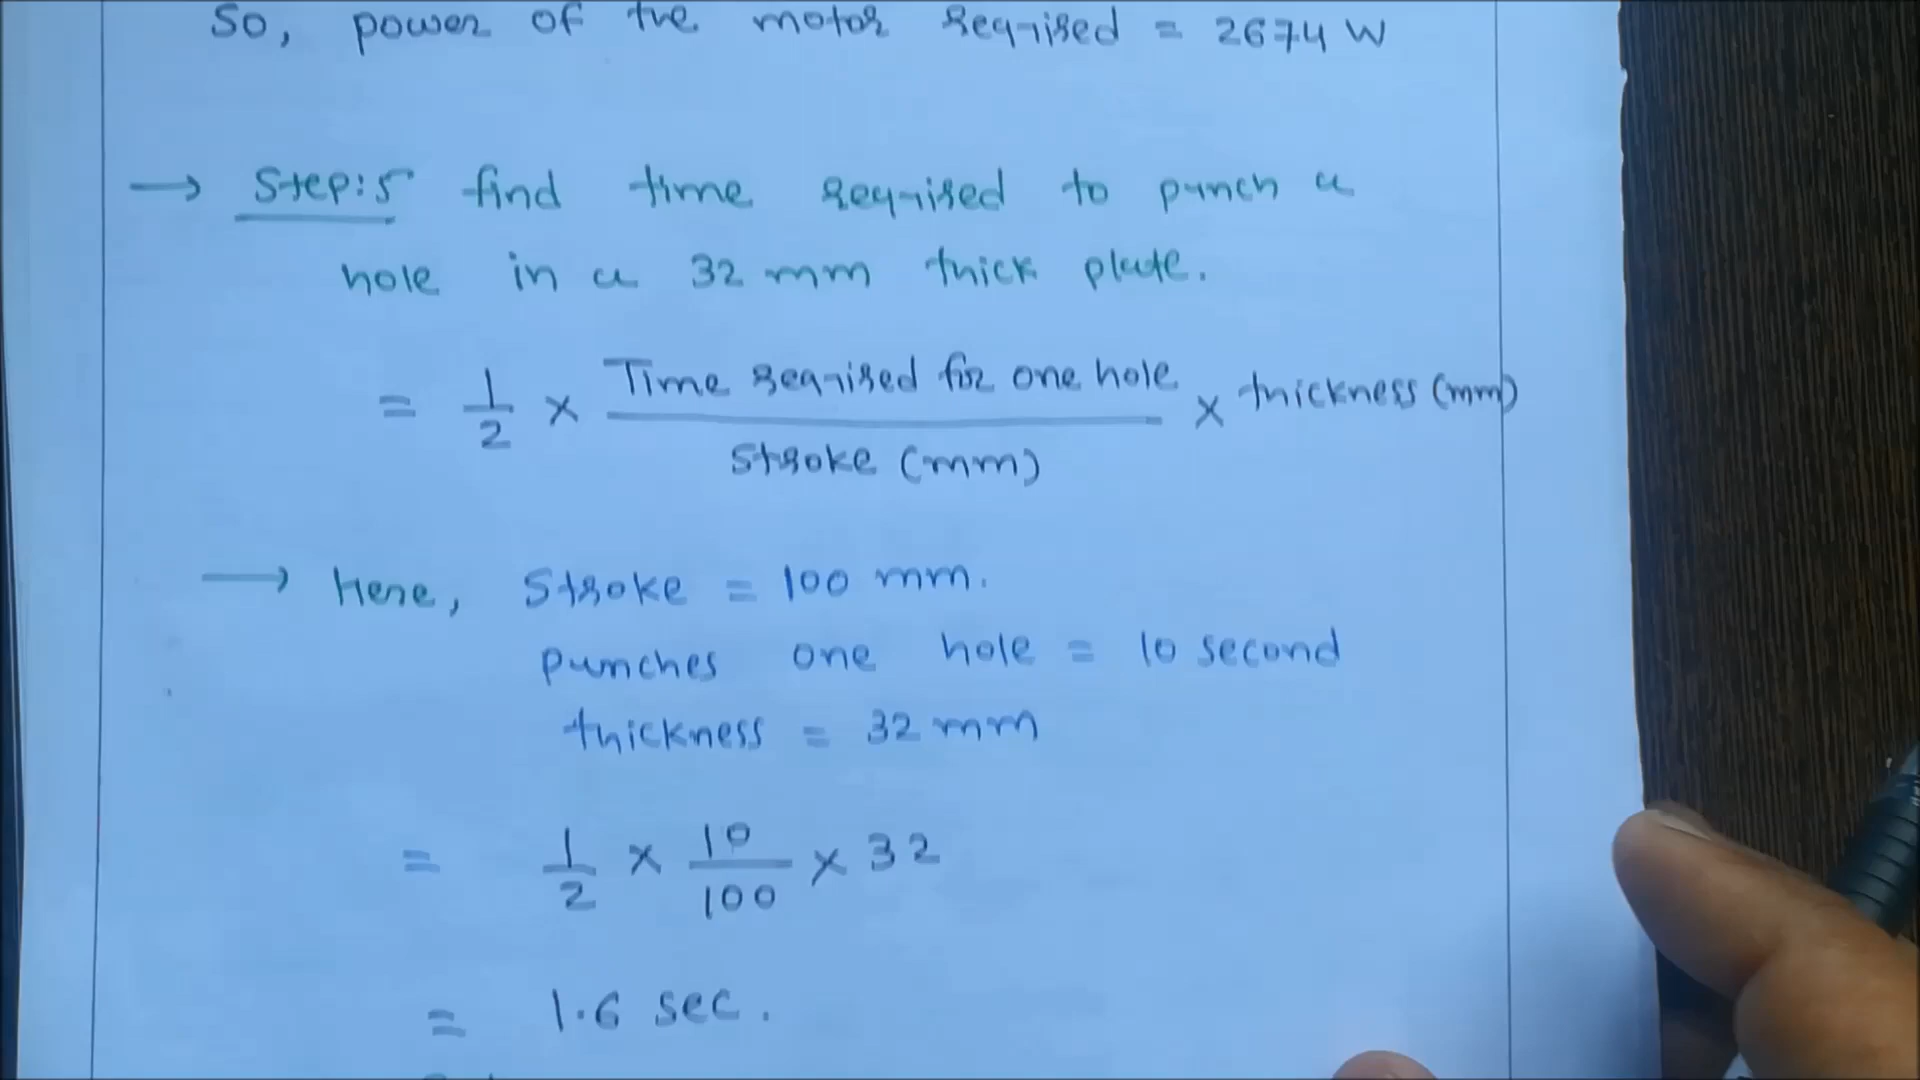 So, power of the motor required = 2674 W
→ Step:5 find time required to punch a
hole in a 32 mm thick plate.
= 1/2 × Time required for one hole / Stroke (mm) × thickness (mm)
→ Here, Stroke = 100 mm.
punches one hole = 10 second
thickness = 32 mm
= 1/2 × 10/100 × 32
= 1.6 sec.